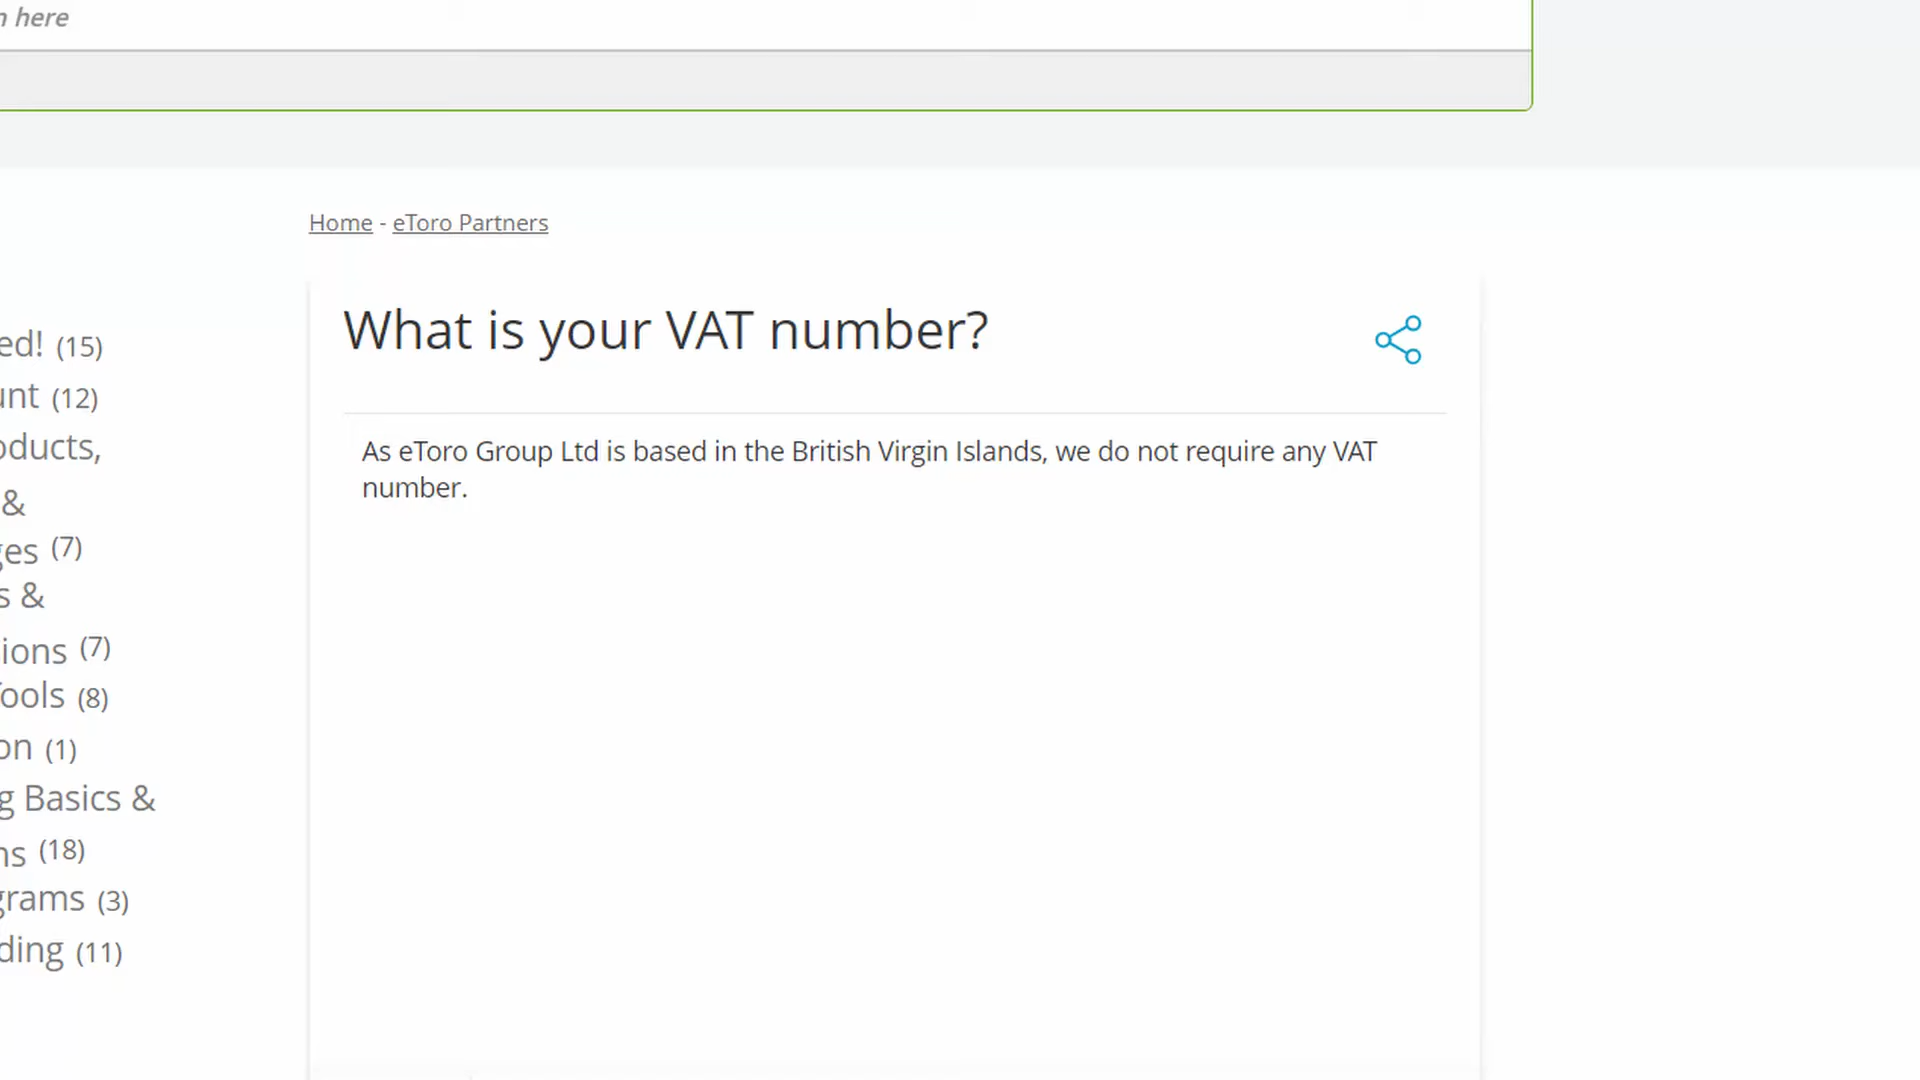 here
Home - eToro Partners
What is your VAT number?
As eToro Group Ltd is based in the British Virgin Islands, we do not require any VAT
number.
ed! (15)
unt (12)
oducts,
&
ges (7)
s &
ions (7)
Tools (8)
on (1)
g Basics &
ns (18)
grams (3)
ding (11)